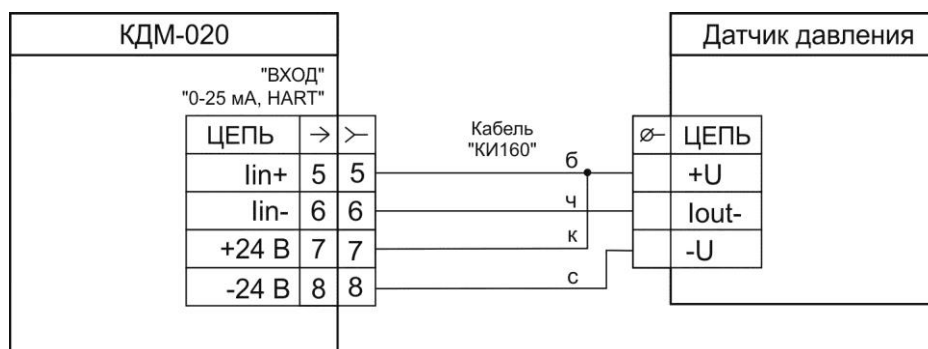 КДМ-020
Датчик давления
"ВХОД"
"0-25 мА, HART"
ЦЕПЬ
Кабель
"КИ160"
ЦЕПЬ
Iin+ 5 5
б
+U
Iin- 6 6
ч
Iout-
+24 В 7 7
к
-U
-24 В 8 8
с